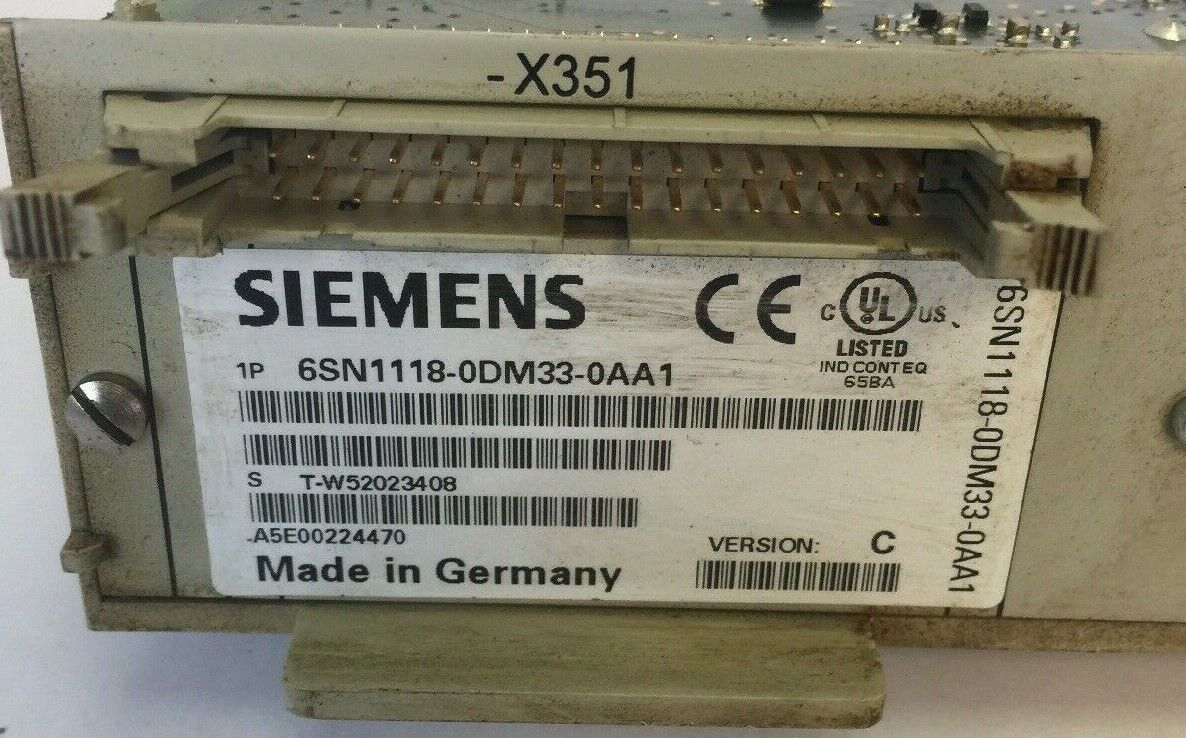 -X351
SIEMENS
CE
C UL US
LISTED
IND CONT EQ
65BA
1P 6SN1118-0DM33-0AA1
S T-W52023408
A5E00224470
VERSION: C
Made in Germany
6SN1118-0DM33-0AA1